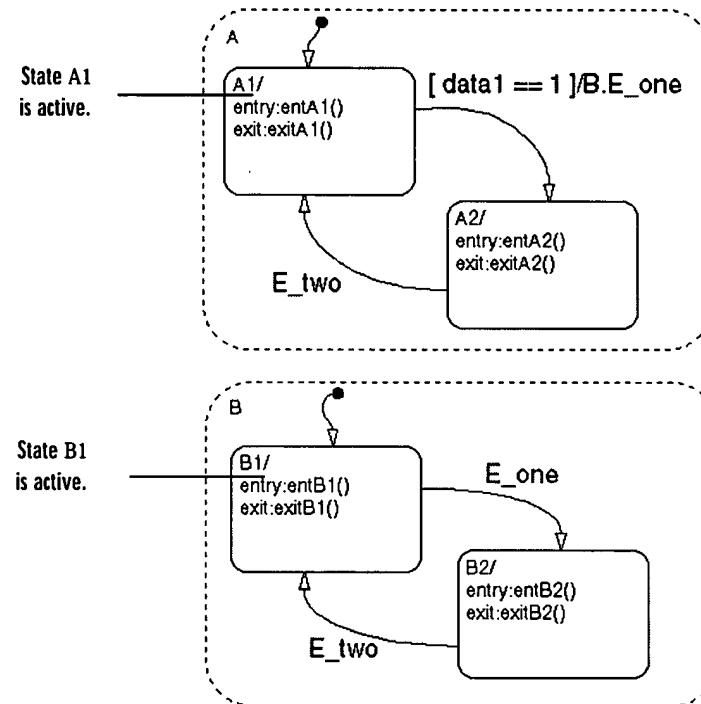 A
State A1
is active.
A1/
entry:entA1()
exit:exitA1()
[ data1 == 1 ]/B.E_one
A2/
entry:entA2()
exit:exitA2()
E_two
B
State B1
is active.
B1/
entry:entB1()
exit:exitB1()
E_one
B2/
entry:entB2()
exit:exitB2()
E_two